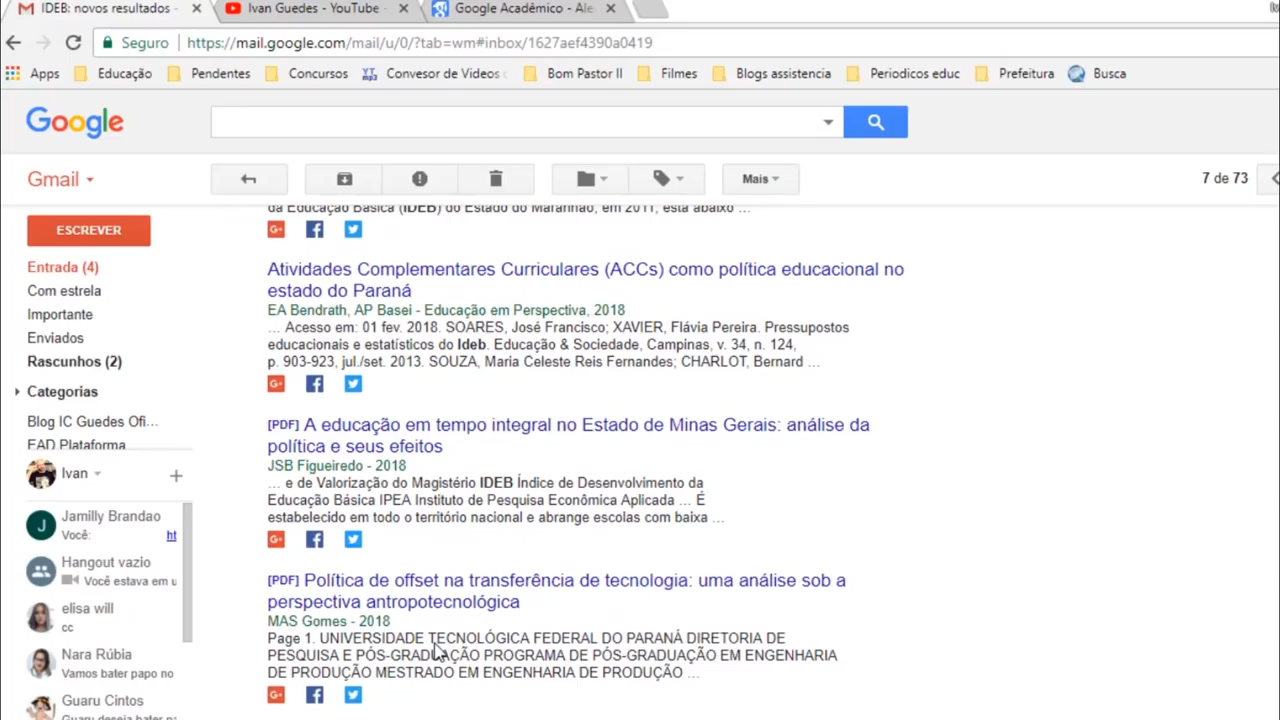 IDEB: novos resultados -
Ivan Guedes - YouTube
Google Acadêmico - Ale
Seguro
https://mail.google.com/mail/u/0/?tab=wm#inbox/1627aef4390a0419
Apps Educação Pendentes Concursos Convesor de Videos Bom Pastor II Filmes Blogs assistencia Periodicos educ Prefeitura Busca
Google
Gmail
Mais
7 de 73
ESCREVER
Entrada (4)
Com estrela
Importante
Enviados
Rascunhos (2)
Categorias
Blog IC Guedes Ofi...
EAD Plataforma
Ivan
J
Jamilly Brandao
Você: ht
Hangout vazio
Você estava em u
elisa will
cc
Nara Rúbia
Vamos bater papo no
Guaru Cintos
Guaru deseja bater pa
da Educação Básica (IDEB) do Estado do Maranhão, em 2011, está abaixo ...
G+
Atividades Complementares Curriculares (ACCs) como política educacional no
estado do Paraná
EA Bendrath, AP Basei - Educação em Perspectiva, 2018
... Acesso em: 01 fev. 2018. SOARES, José Francisco; XAVIER, Flávia Pereira. Pressupostos
educacionais e estatísticos do Ideb. Educação & Sociedade, Campinas, v. 34, n. 124,
p. 903-923, jul./set. 2013. SOUZA, Maria Celeste Reis Fernandes; CHARLOT, Bernard ...
G+
[PDF] A educação em tempo integral no Estado de Minas Gerais: análise da
política e seus efeitos
JSB Figueiredo - 2018
... e de Valorização do Magistério IDEB Índice de Desenvolvimento da
Educação Básica IPEA Instituto de Pesquisa Econômica Aplicada ... É
estabelecido em todo o território nacional e abrange escolas com baixa ...
G+
[PDF] Política de offset na transferência de tecnologia: uma análise sob a
perspectiva antropotecnológica
MAS Gomes - 2018
Page 1. UNIVERSIDADE TECNOLÓGICA FEDERAL DO PARANÁ DIRETORIA DE
PESQUISA E PÓS-GRADUAÇÃO PROGRAMA DE PÓS-GRADUAÇÃO EM ENGENHARIA
DE PRODUÇÃO MESTRADO EM ENGENHARIA DE PRODUÇÃO ...
G+